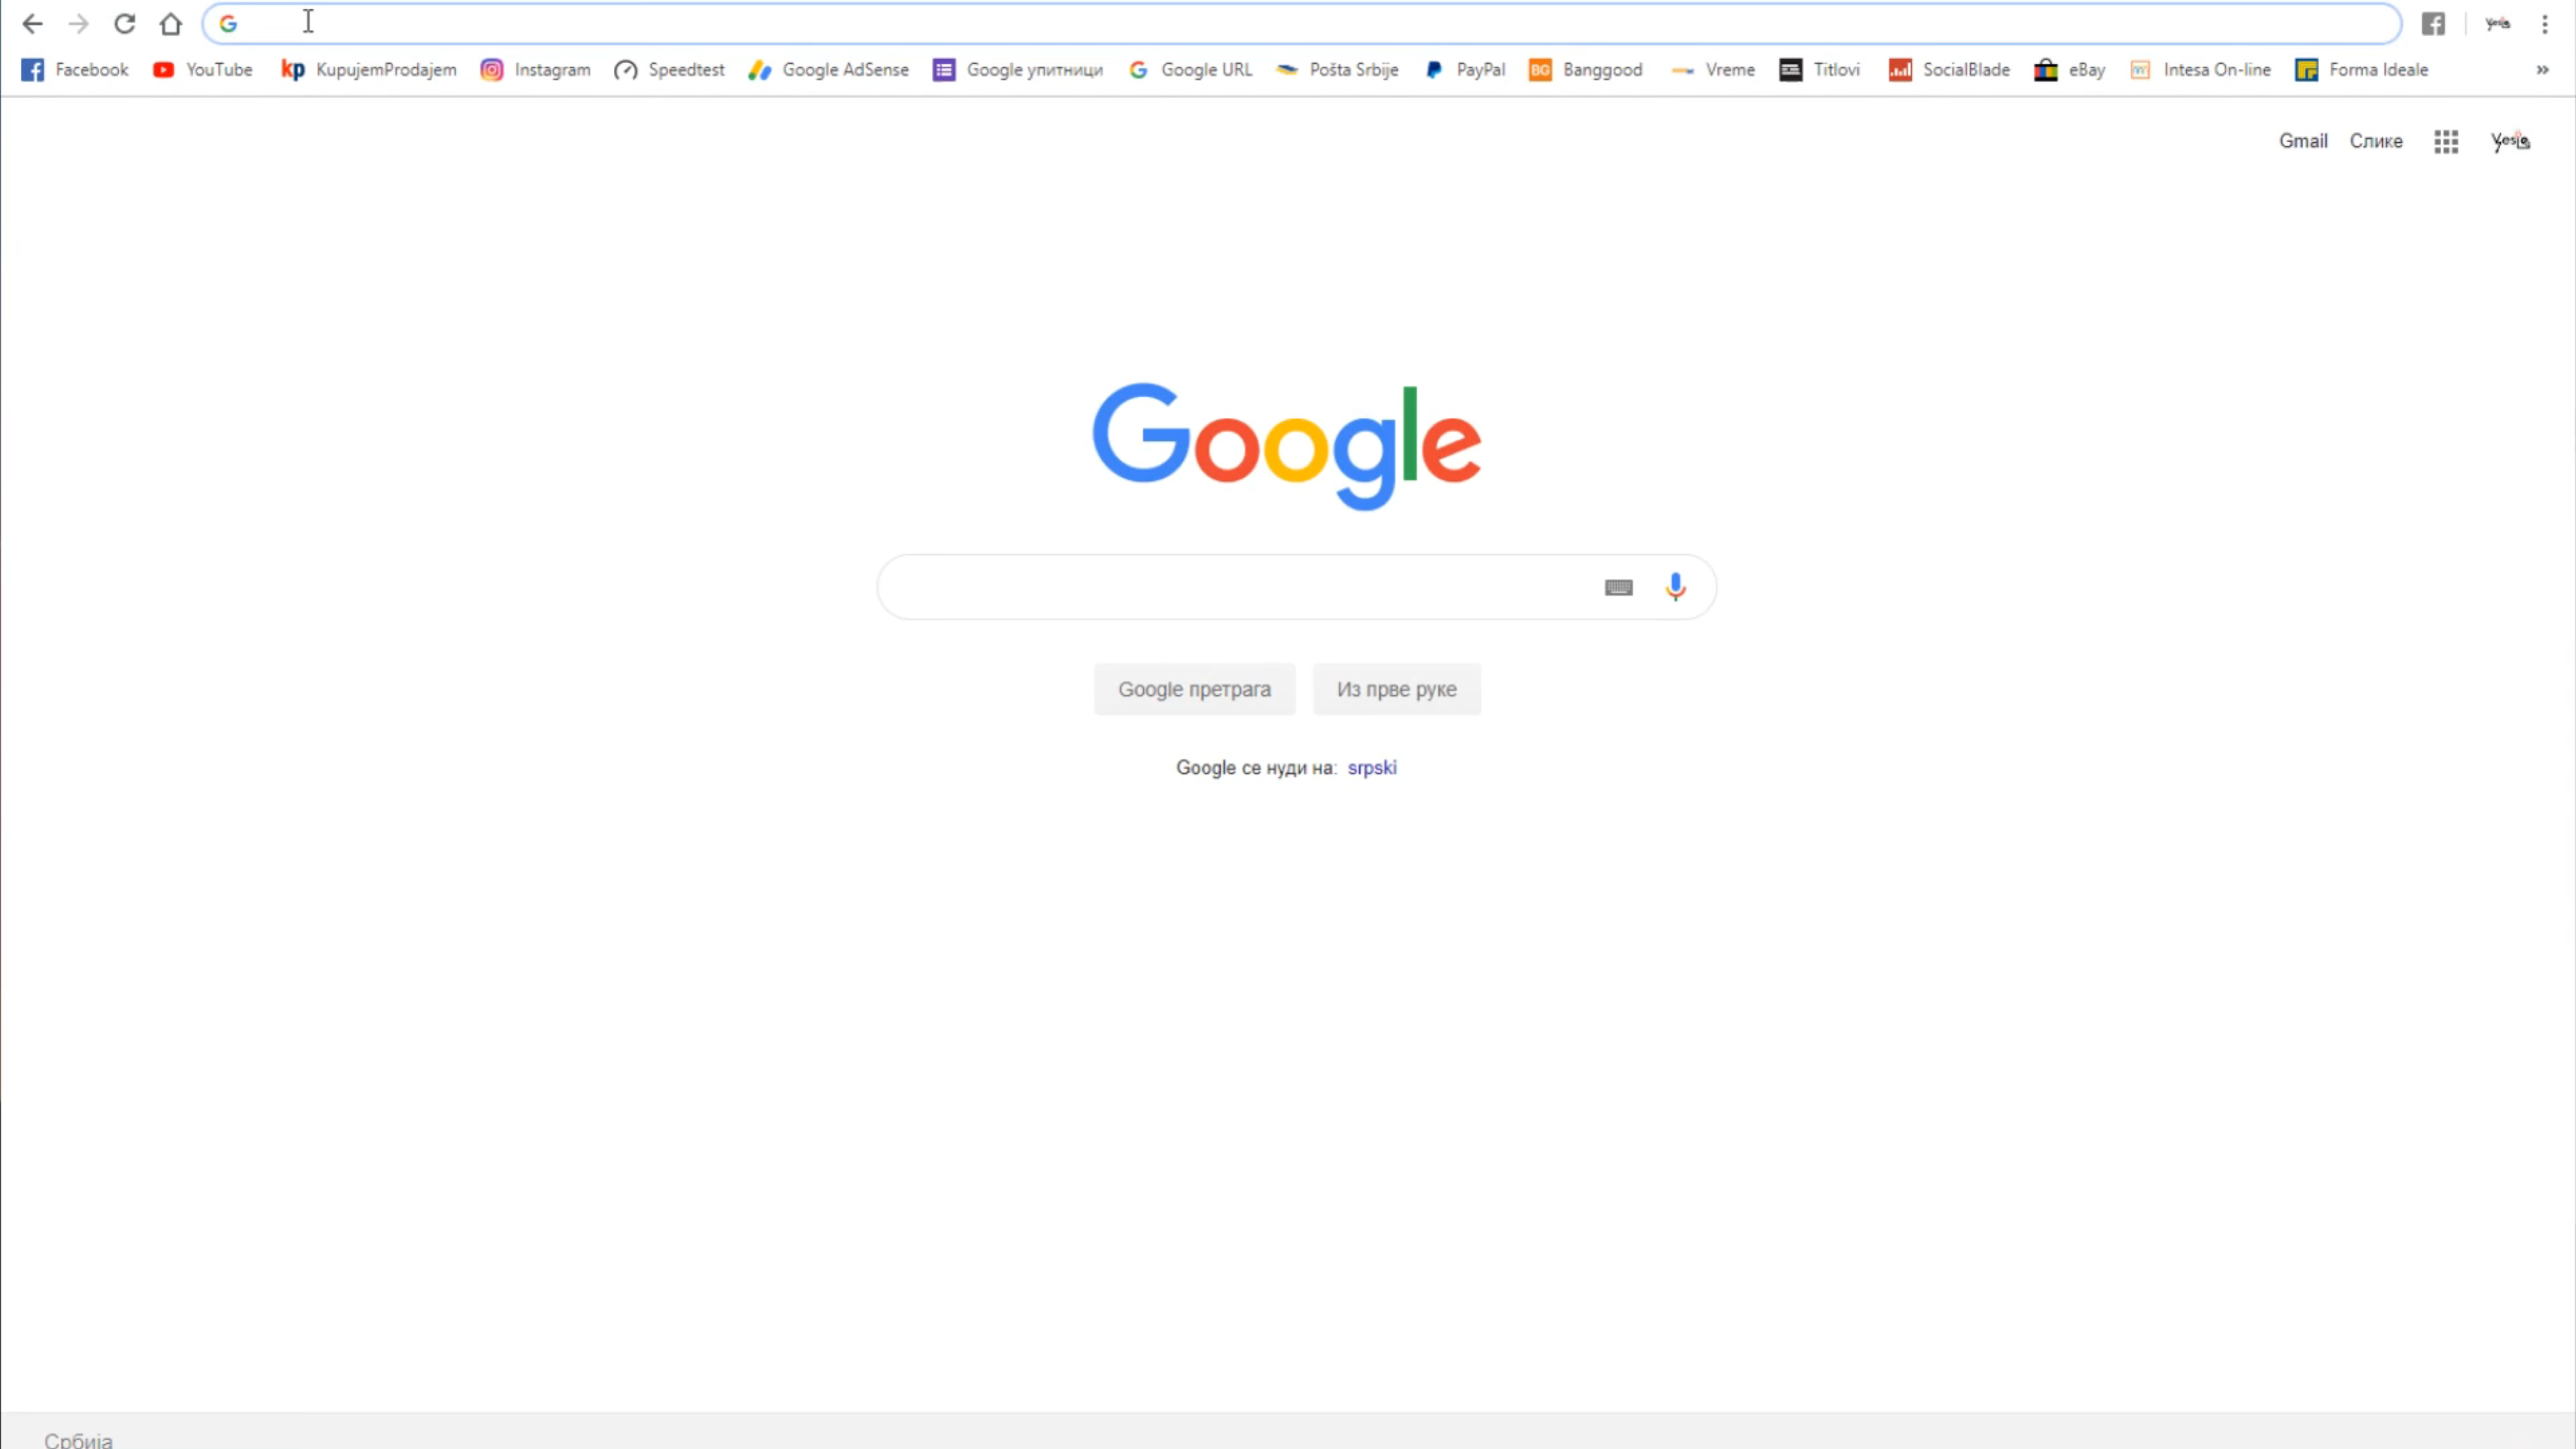 Facebook YouTube kp KupujemProdajem Instagram Speedtest Google AdSense Google упитници Google URL Pošta Srbije PayPal BG Banggood Vreme Titlovi SocialBlade eBay Intesa On-line Forma Ideale »
Gmail Слике
Google
Google претрага Из прве руке
Google се нуди на: srpski
Србија